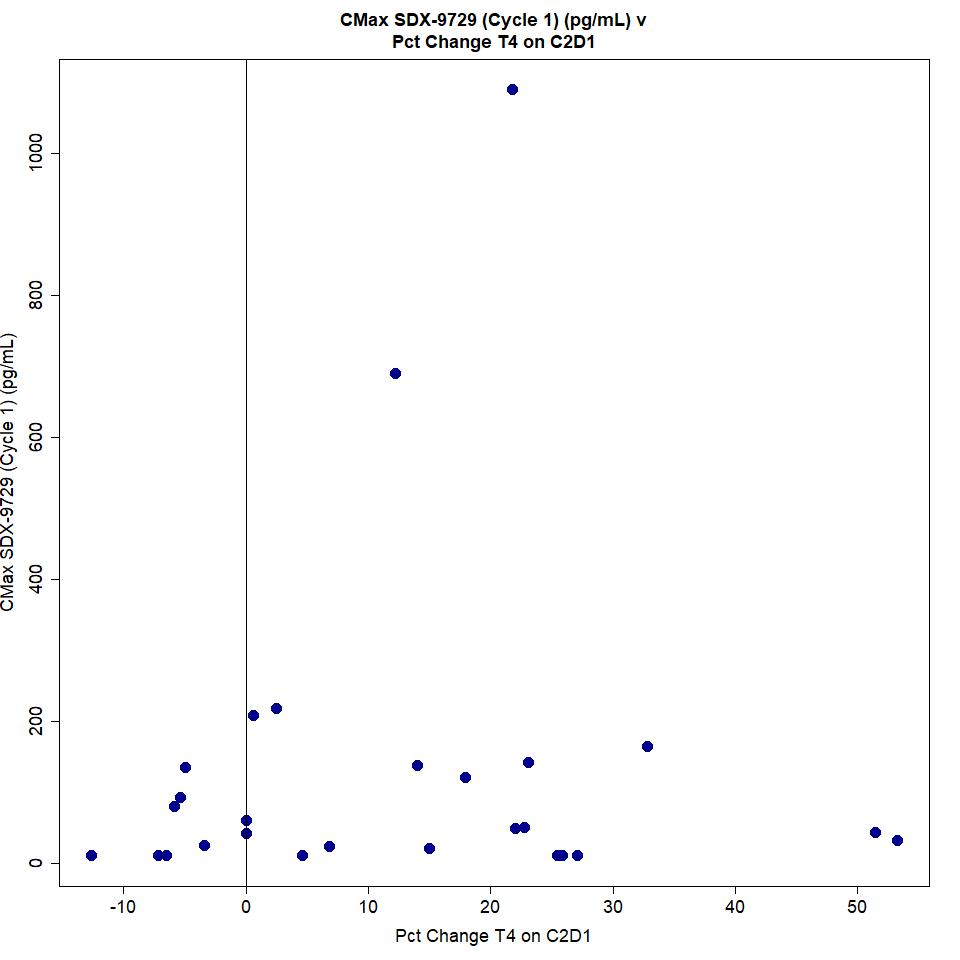 CMax SDX-9729 (Cycle 1) (pg/mL) v
Pct Change T4 on C2D1
CMax SDX-9729 (Cycle 1) (pg/mL)
1000
800
600
400
200
0
-10 0 10 20 30 40 50
Pct Change T4 on C2D1